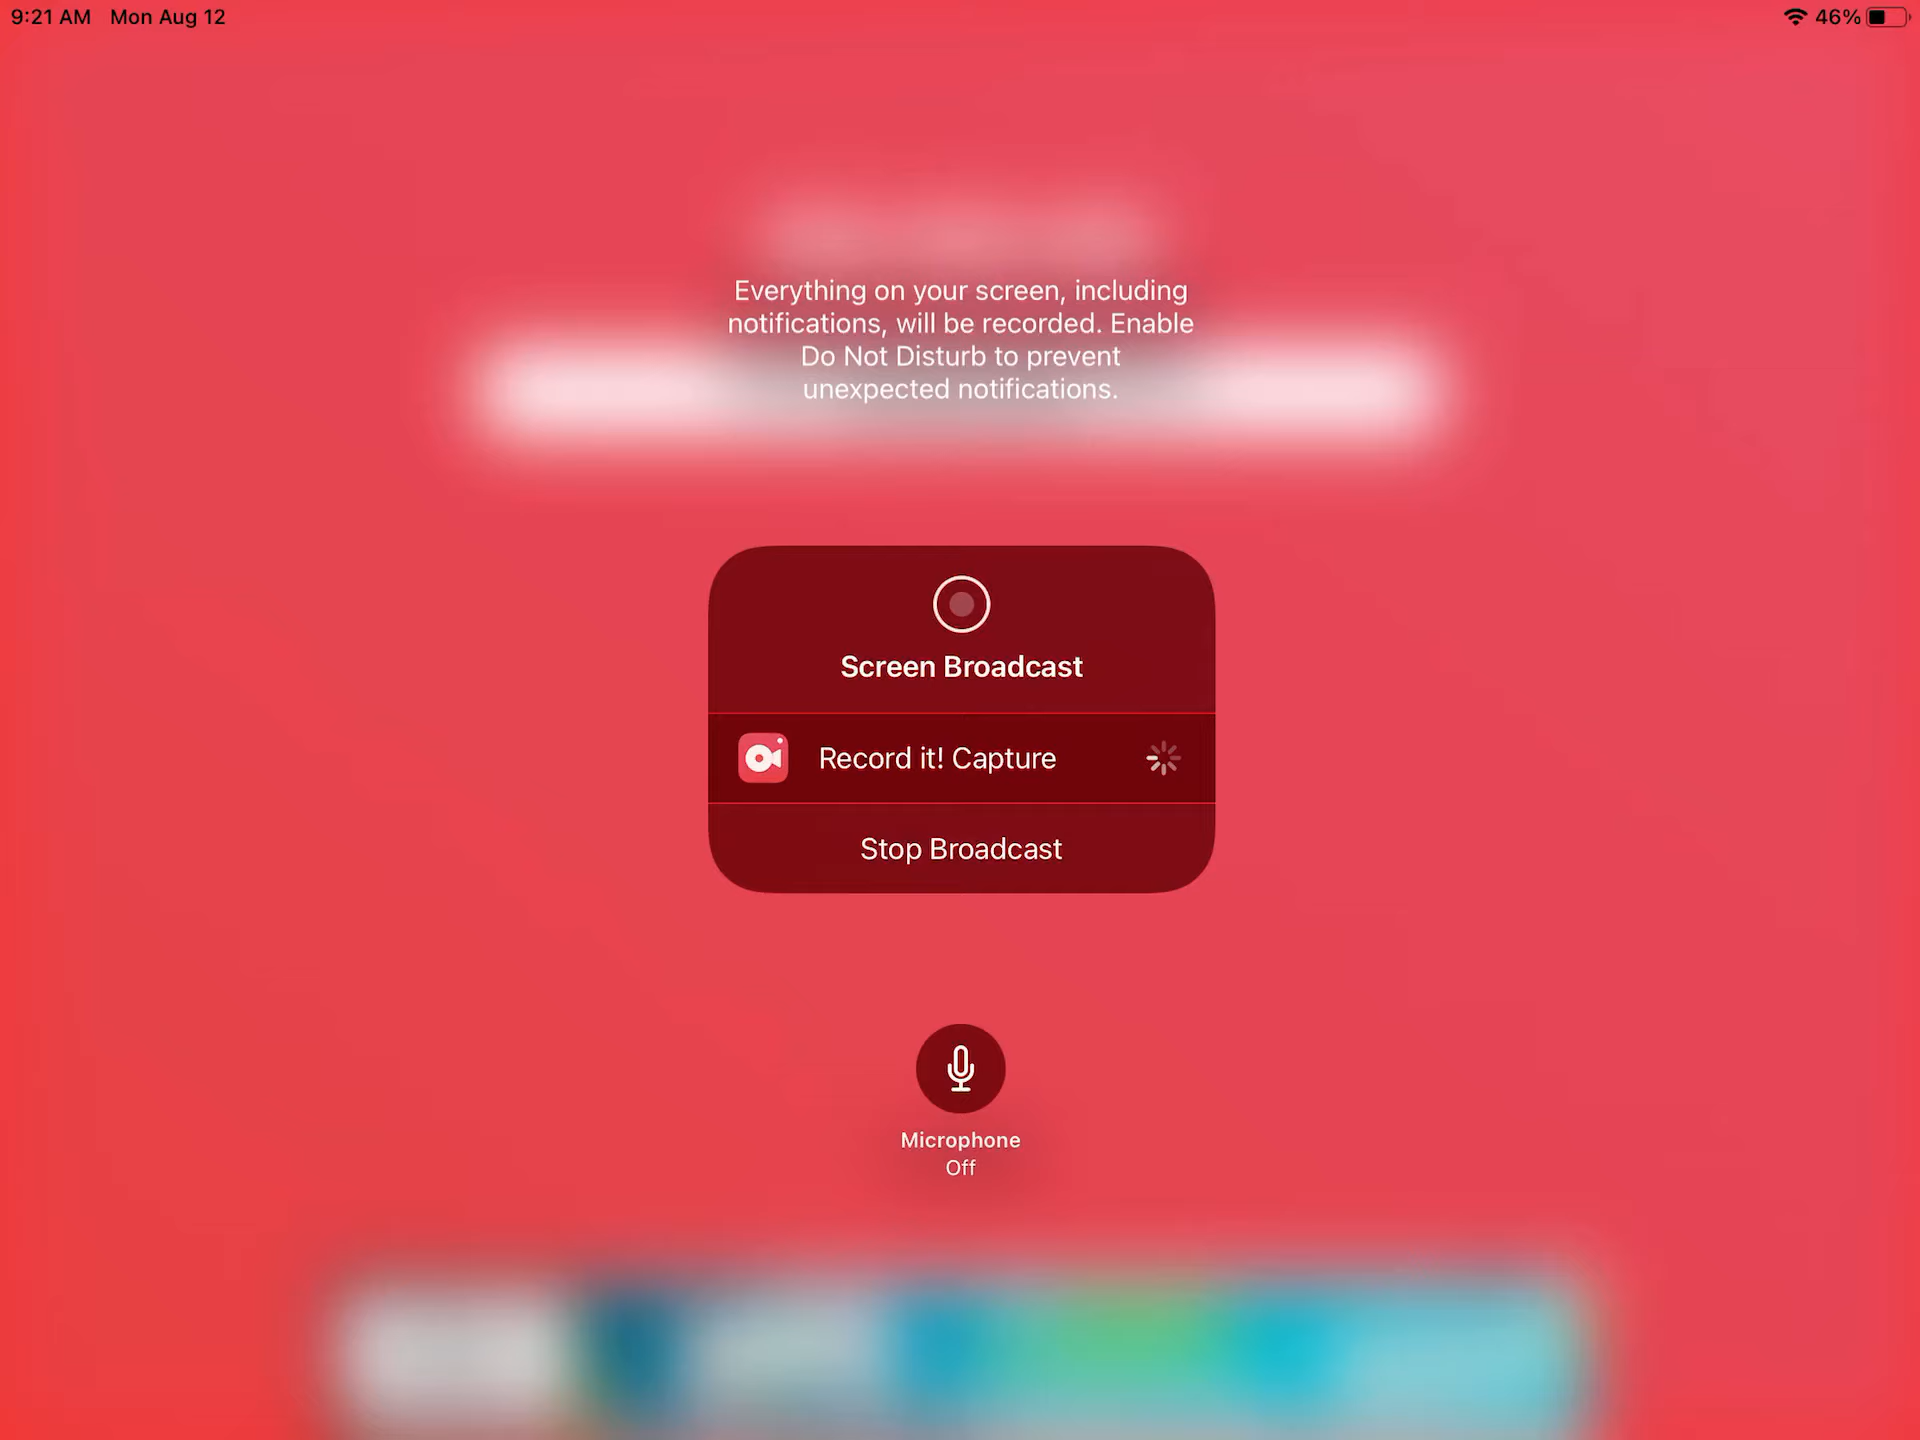 9:21 AM Mon Aug 12
46%
Everything on your screen, including
notifications, will be recorded. Enable
Do Not Disturb to prevent
unexpected notifications.
Screen Broadcast
Record it! Capture
Stop Broadcast
Microphone
Off